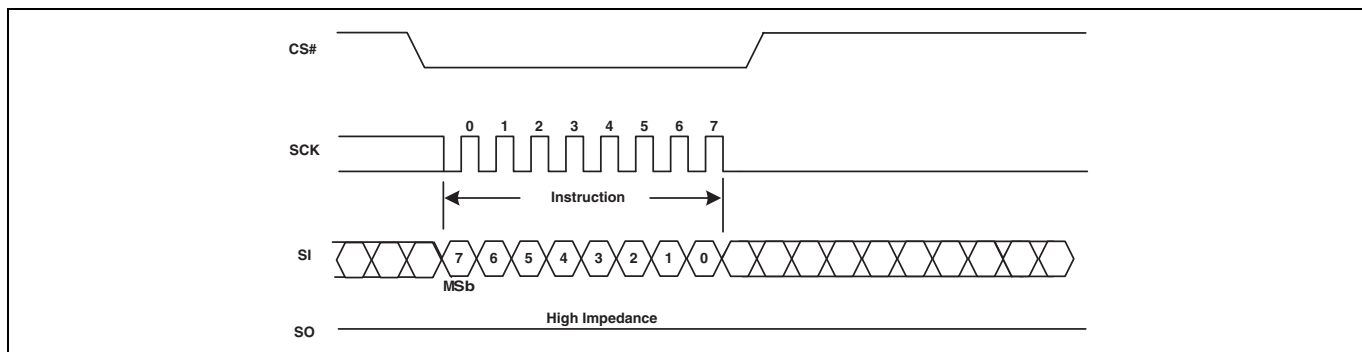 CS#
0 1 2 3 4 5 6 7
SCK
Instruction
SI
7 6 5 4 3 2 1 0
MSb
High Impedance
SO